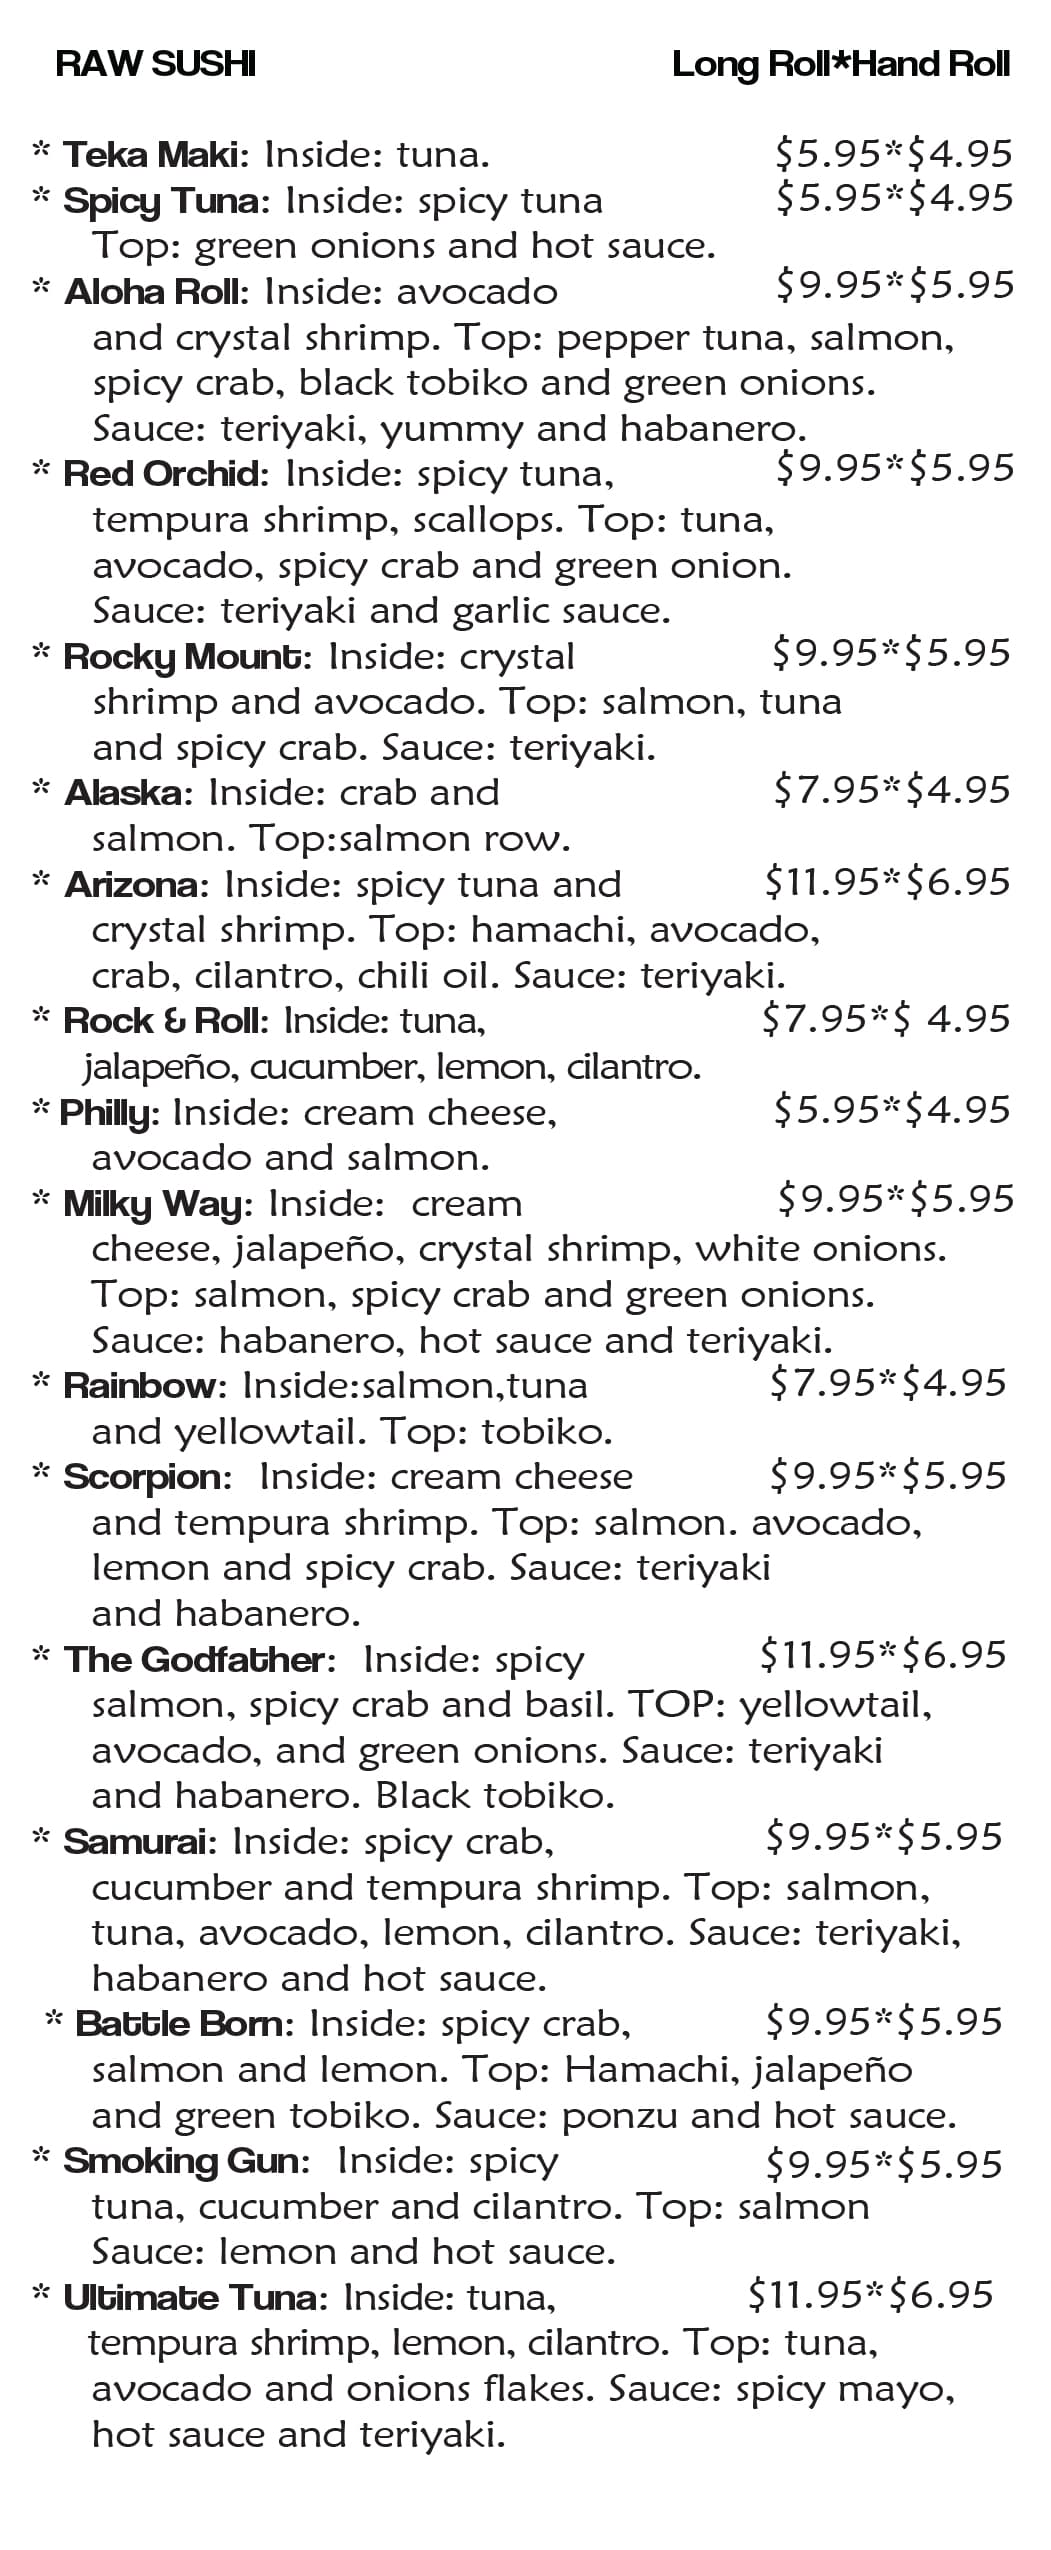 RAW SUSHI Long Roll*Hand Roll
* Teka Maki: Inside: tuna. $5.95*$4.95
* Spicy Tuna: Inside: spicy tuna $5.95*$4.95
Top: green onions and hot sauce.
* Aloha Roll: Inside: avocado $9.95*$5.95
and crystal shrimp. Top: pepper tuna, salmon,
spicy crab, black tobiko and green onions.
Sauce: teriyaki, yummy and habanero.
* Red Orchid: Inside: spicy tuna, $9.95*$5.95
tempura shrimp, scallops. Top: tuna,
avocado, spicy crab and green onion.
Sauce: teriyaki and garlic sauce.
* Rocky Mount: Inside: crystal $9.95*$5.95
shrimp and avocado. Top: salmon, tuna
and spicy crab. Sauce: teriyaki.
* Alaska: Inside: crab and $7.95*$4.95
salmon. Top:salmon row.
* Arizona: Inside: spicy tuna and $11.95*$6.95
crystal shrimp. Top: hamachi, avocado,
crab, cilantro, chili oil. Sauce: teriyaki.
* Rock & Roll: Inside: tuna, $7.95*$ 4.95
jalapeño, cucumber, lemon, cilantro.
* Philly: Inside: cream cheese, $5.95*$4.95
avocado and salmon.
* Milky Way: Inside: cream $9.95*$5.95
cheese, jalapeño, crystal shrimp, white onions.
Top: salmon, spicy crab and green onions.
Sauce: habanero, hot sauce and teriyaki.
* Rainbow: Inside:salmon,tuna $7.95*$4.95
and yellowtail. Top: tobiko.
* Scorpion: Inside: cream cheese $9.95*$5.95
and tempura shrimp. Top: salmon. avocado,
lemon and spicy crab. Sauce: teriyaki
and habanero.
* The Godfather: Inside: spicy $11.95*$6.95
salmon, spicy crab and basil. TOP: yellowtail,
avocado, and green onions. Sauce: teriyaki
and habanero. Black tobiko.
* Samurai: Inside: spicy crab, $9.95*$5.95
cucumber and tempura shrimp. Top: salmon,
tuna, avocado, lemon, cilantro. Sauce: teriyaki,
habanero and hot sauce.
* Battle Born: Inside: spicy crab, $9.95*$5.95
salmon and lemon. Top: Hamachi, jalapeño
and green tobiko. Sauce: ponzu and hot sauce.
* Smoking Gun: Inside: spicy $9.95*$5.95
tuna, cucumber and cilantro. Top: salmon
Sauce: lemon and hot sauce.
* Ultimate Tuna: Inside: tuna, $11.95*$6.95
tempura shrimp, lemon, cilantro. Top: tuna,
avocado and onions flakes. Sauce: spicy mayo,
hot sauce and teriyaki.